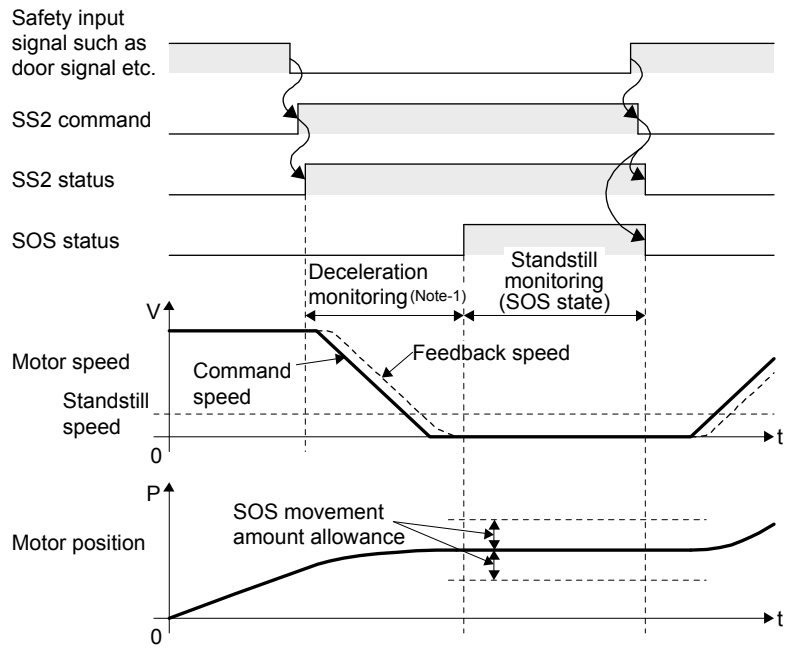 Safety input
signal such as
door signal etc.
SS2 command
SS2 status
SOS status
Deceleration
monitoring (Note-1)
Standstill
monitoring
(SOS state)
V
Motor speed
Command
speed
Feedback speed
Standstill
speed
0
t
P
Motor position
SOS movement
amount allowance
0
t